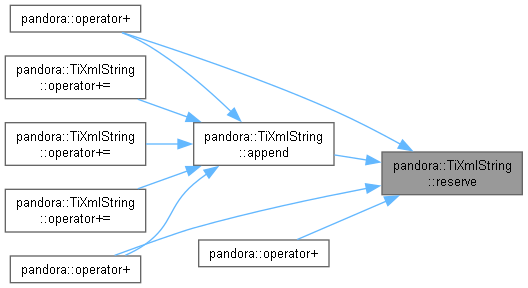 pandora::operator+
pandora::TiXmlString
::operator+=
pandora::TiXmlString
::operator+=
pandora::TiXmlString
::operator+=
pandora::operator+
pandora::TiXmlString
::append
pandora::operator+
pandora::TiXmlString
::reserve